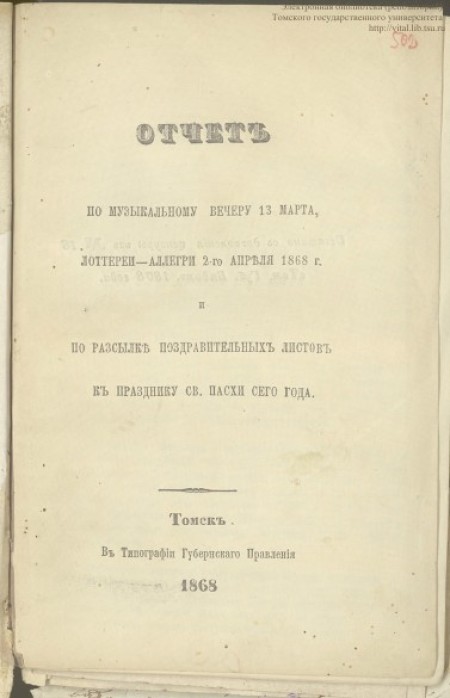 Электронная библиотека (репозиторий)
Томского государственного университета
http://vital.lib.tsu.ru
502
ОТЧЕТЪ
ПО МУЗЫКАЛЬНОМУ ВЕЧЕРУ 13 МАРТА,
ЛОТТЕРЕИ—АЛЛЕГРИ 2-го АПРѢЛЯ 1868 г.
и
ПО РАЗСЫЛКѢ ПОЗДРАВИТЕЛЬНЫХЪ ЛИСТОВЪ
КЪ ПРАЗДНИКУ СВ. ПАСХИ СЕГО ГОДА.
Томскъ.
Въ Типографіи Губернскаго Правленія
1868